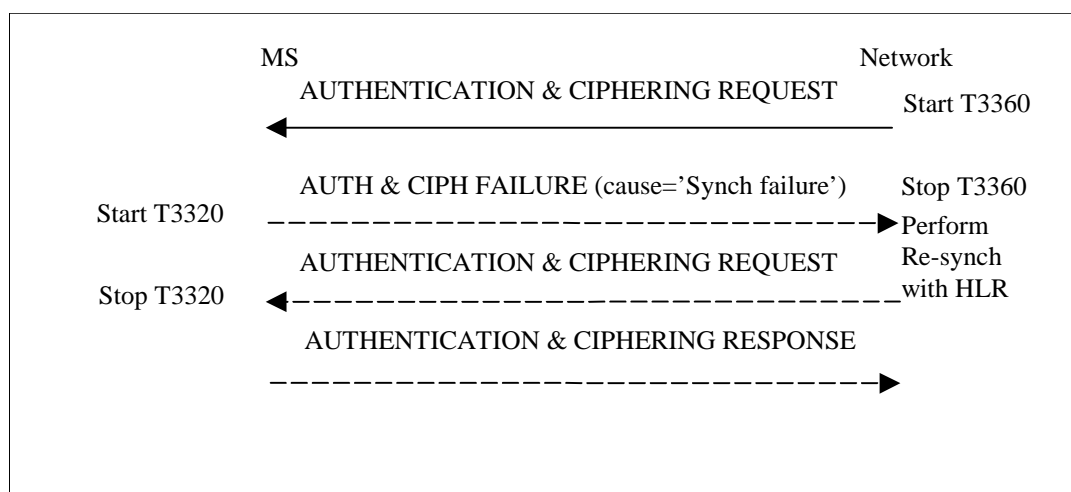 MS Network
AUTHENTICATION & CIPHERING REQUEST
Start T3360
AUTH & CIPH FAILURE (cause=’Synch failure’)
Stop T3360
Start T3320
Perform
Re-synch
with HLR
AUTHENTICATION & CIPHERING REQUEST
Stop T3320
AUTHENTICATION & CIPHERING RESPONSE